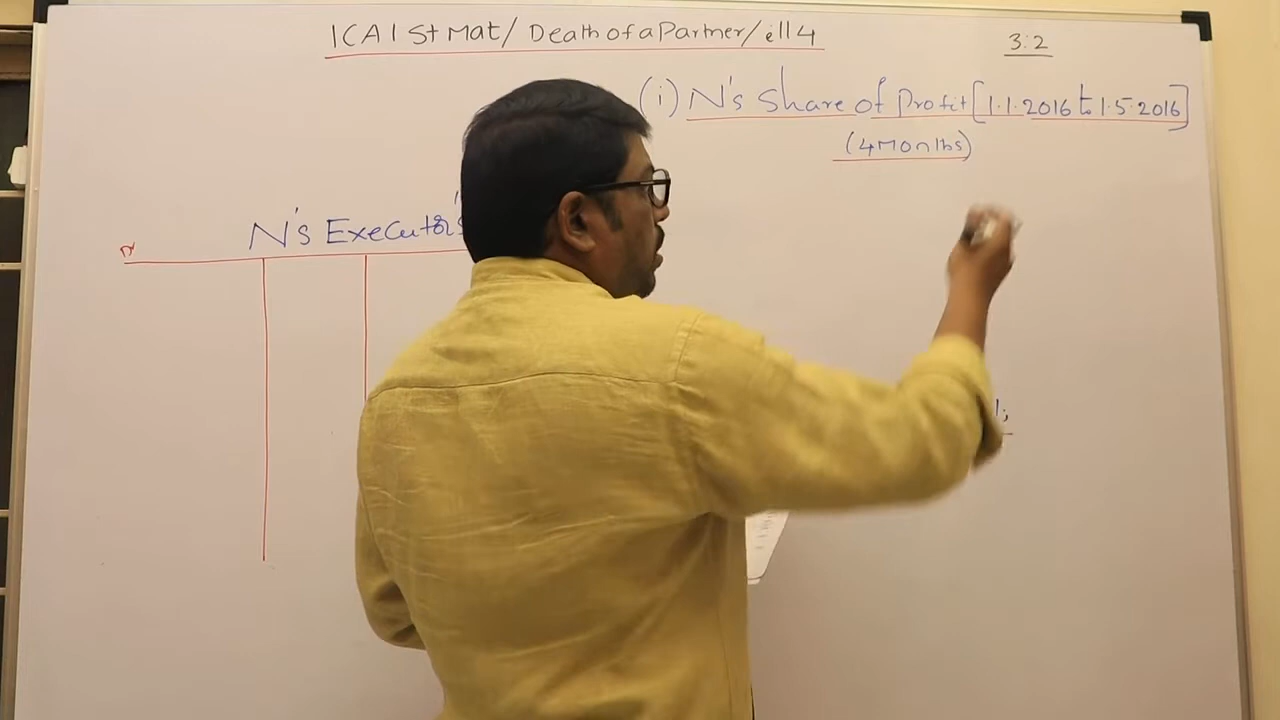 ICAI St Mat/ Death of a Partner/ ill 4
3:2
(i) N's Share of Profit [1.1.2016 to 1.5.2016]
(4 Months)
N's Executor's
Dr